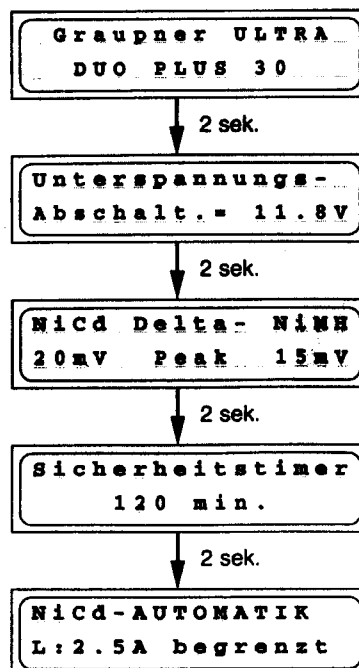 Graupner ULTRA
DUO PLUS 30
2 sek.
Unterspannungs-
Abschalt.= 11.8V
2 sek.
NiCd Delta- NiMH
20mV Peak 15mV
2 sek.
Sicherheitstimer
120 min.
2 sek.
NiCd-AUTOMATIK
L:2.5A begrenzt